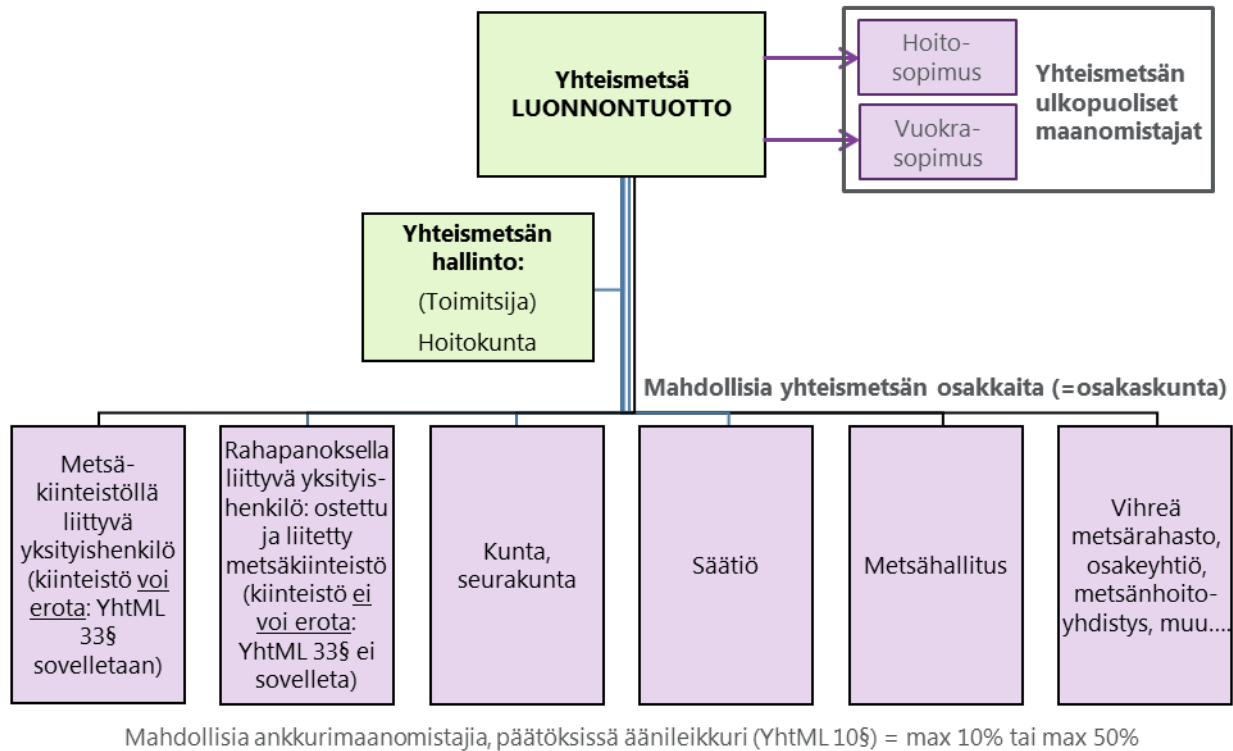 Yhteismetsä
LUONNONTUOTTO
Hoito-
sopimus
Vuokra-
sopimus
Yhteismetsän
ulkopuoliset
maanomistajat
Yhteismetsän
hallinto:
(Toimitsija)
Hoitokunta
Mahdollisia yhteismetsän osakkaita (=osakaskunta)
Metsä-
kiinteistöllä
liittyvä
yksityishenkilö
(kiinteistö voi
erota: YhtML
33§
sovelletaan)
Rahapanoksella
liittyvä yksityis-
henkilö: ostettu
ja liitetty
metsäkiinteistö
(kiinteistö ei
voi erota:
YhtML 33§ ei
sovelleta)
Kunta,
seurakunta
Säätiö
Metsähallitus
Vihreä
metsärahasto,
osakeyhtiö,
metsänhoito-
yhdistys, muu....
Mahdollisia ankkurimaanomistajia, päätöksissä äänileikkuri (YhtML 10§) = max 10% tai max 50%